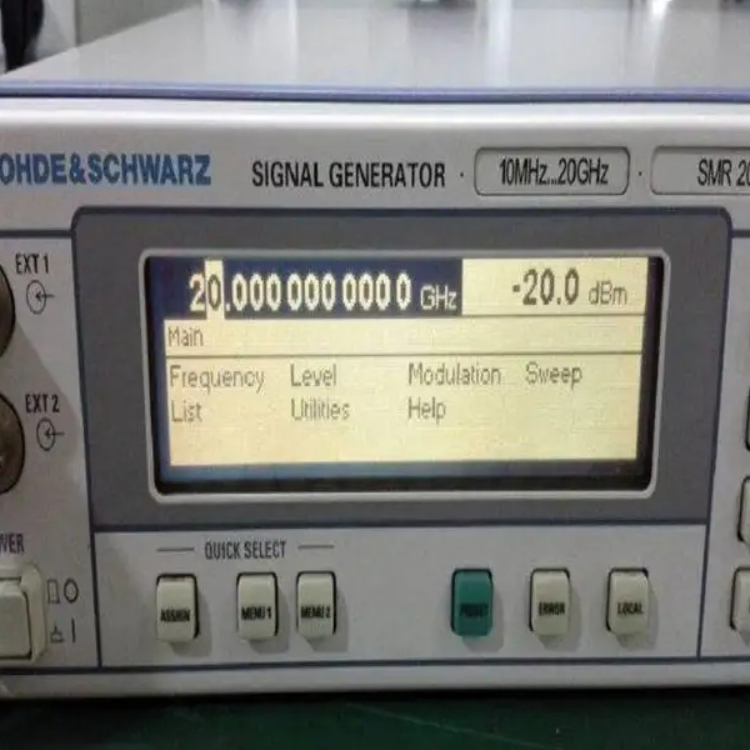 OHDE&SCHWARZ SIGNAL GENERATOR · 10MHz...20GHz · SMR 20
EXT 1
20.000 000 000 0 GHz -20.0 dBm
Main
Frequency Level Modulation Sweep
List Utilities Help
EXT 2
WER
QUICK SELECT
ASSIGN MENU 1 MENU 2 PRESET ERROR LOCAL